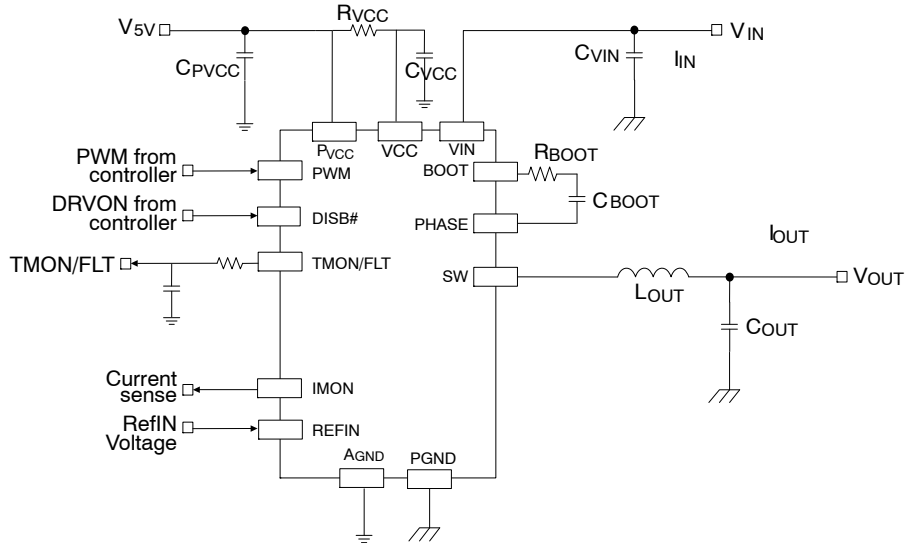 V5V
RVCC
VIN
CPVCC
CVCC
CVIN
IIN
PVCC
VCC
VIN
PWM from
controller
PWM
BOOT
RBOOT
CBOOT
DRVON from
controller
DISB#
PHASE
TMON/FLT
TMON/FLT
SW
IOUT
LOUT
VOUT
COUT
Current
sense
IMON
RefIN
Voltage
REFIN
AGND
PGND